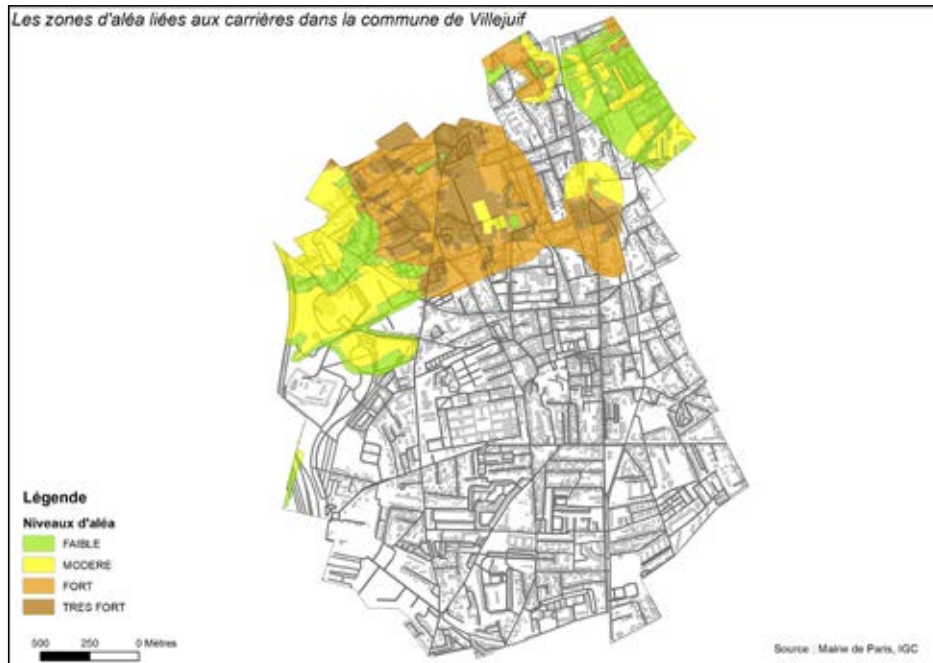 Les zones d'aléa liées aux carrières dans la commune de Villejuif
Légende
Niveaux d'aléa
FAIBLE
MODERE
FORT
TRES FORT
500 250 0 Mètres
Source : Mairie de Paris, IGC